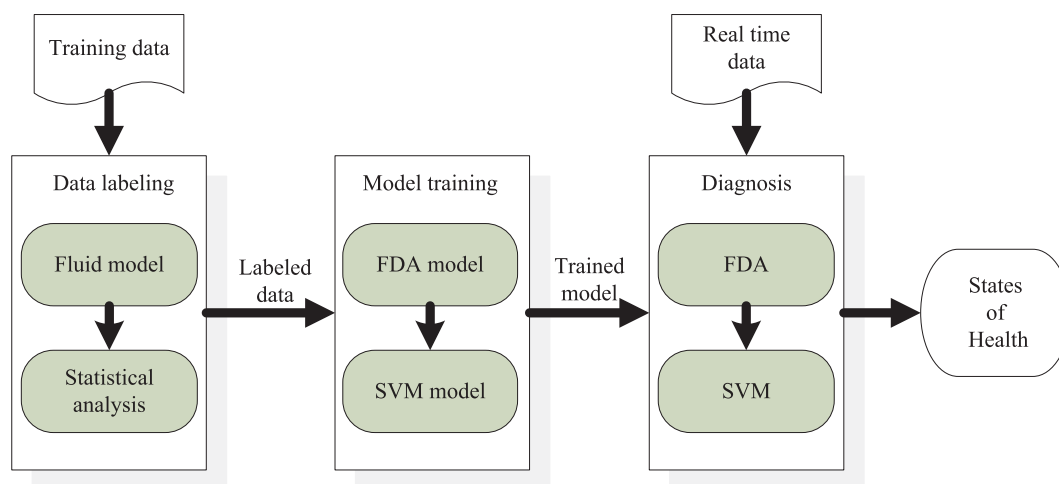 Training data
Real time
data
Data labeling
Fluid model
Statistical
analysis
Labeled
data
Model training
FDA model
SVM model
Trained
model
Diagnosis
FDA
SVM
States
of
Health